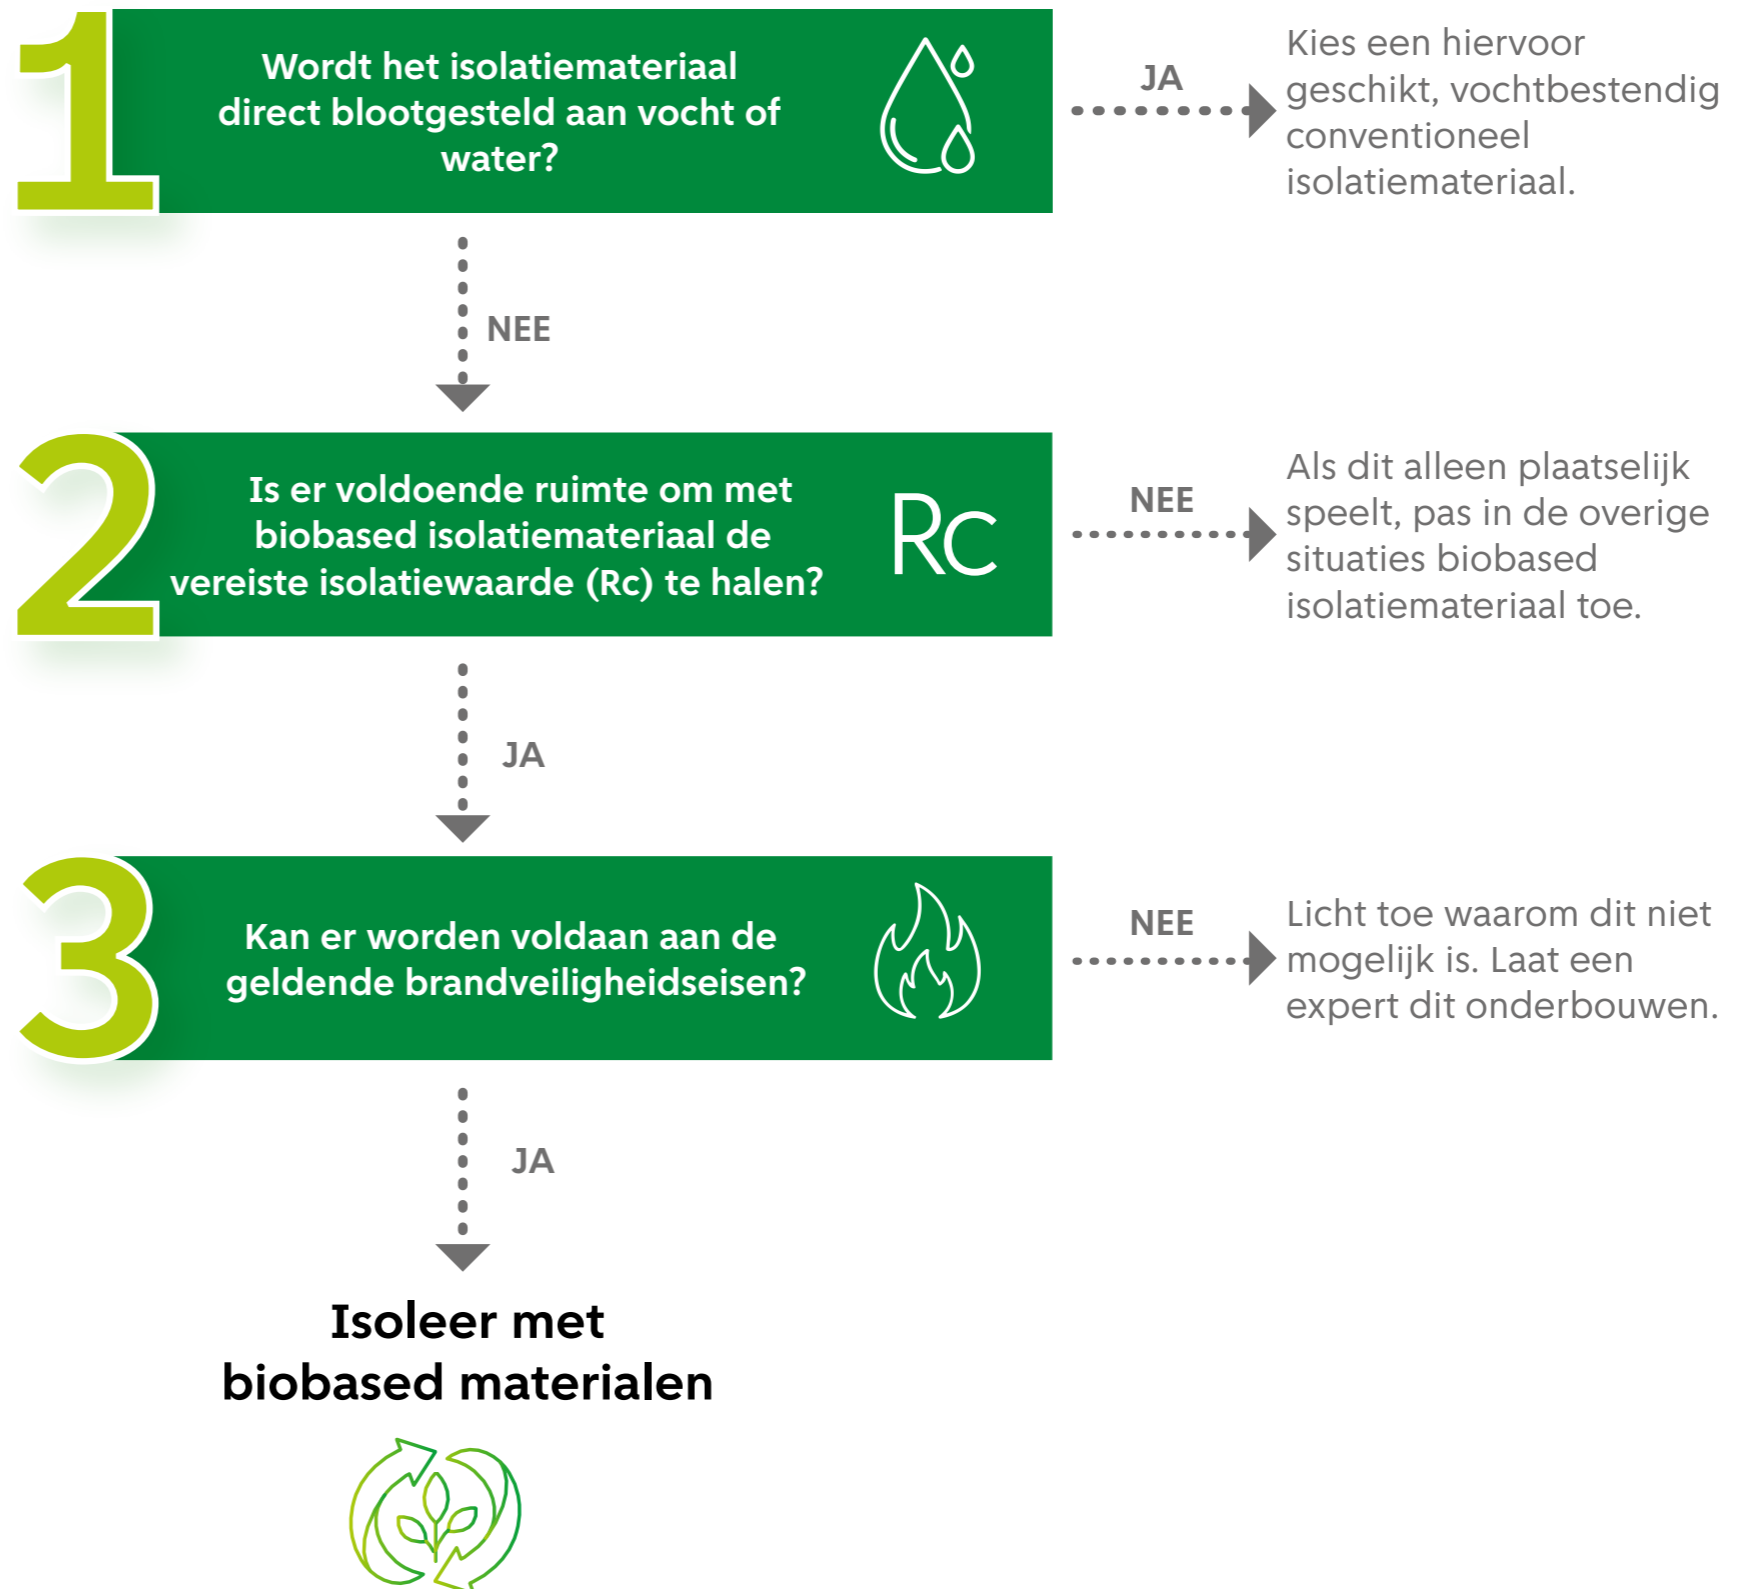 1
Wordt het isolatiemateriaal
direct blootgesteld aan vocht of
water?
JA
Kies een hiervoor
geschikt, vochtbestendig
conventioneel
isolatiemateriaal.
NEE
2
Is er voldoende ruimte om met
biobased isolatiemateriaal de
vereiste isolatiewaarde (Rc) te halen?
Rc
NEE
Als dit alleen plaatselijk
speelt, pas in de overige
situaties biobased
isolatiemateriaal toe.
JA
3
Kan er worden voldaan aan de
geldende brandveiligheidseisen?
NEE
Licht toe waarom dit niet
mogelijk is. Laat een
expert dit onderbouwen.
JA
Isoleer met
biobased materialen